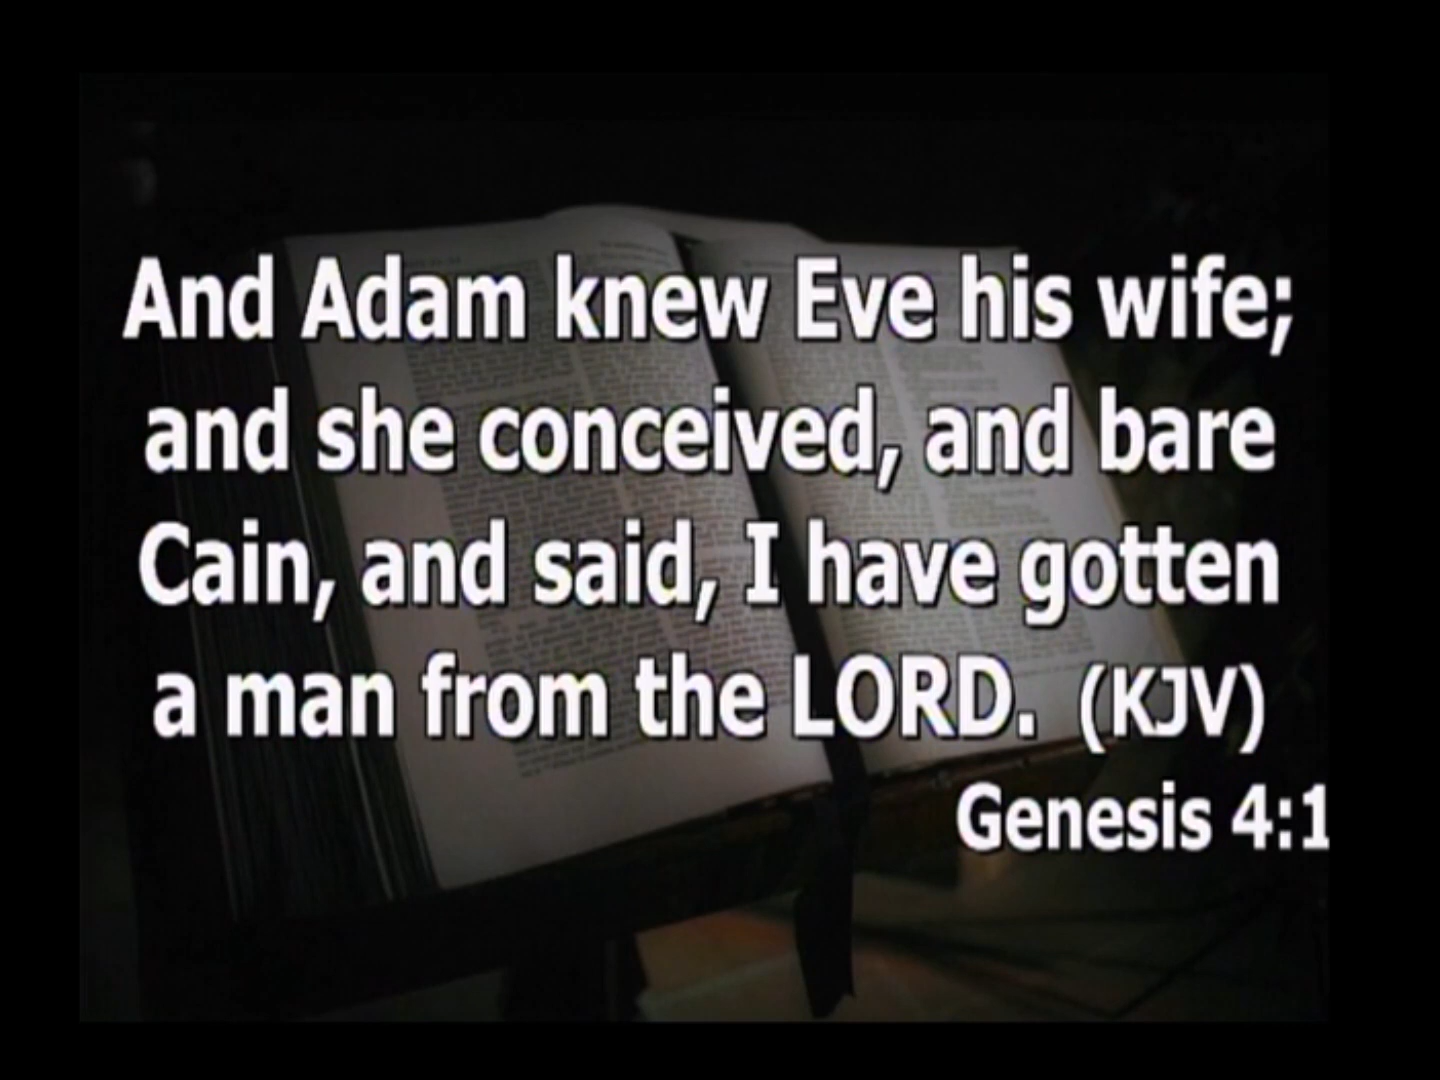 And Adam knew Eve his wife;
and she conceived, and bare
Cain, and said, I have gotten
a man from the LORD. (KJV)
Genesis 4:1